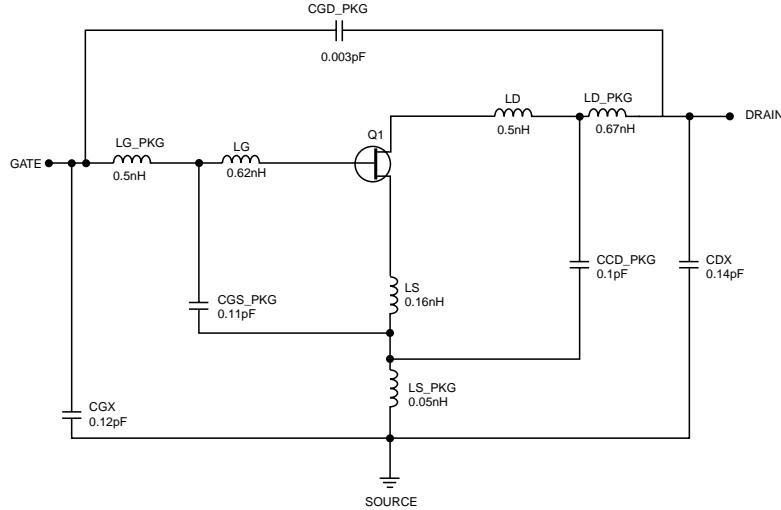 CGD_PKG
0.003pF
LD
0.5nH
LD_PKG
0.67nH
DRAIN
Q1
GATE
LG_PKG
0.5nH
LG
0.62nH
CCD_PKG
0.1pF
CDX
0.14pF
LS
0.16nH
CGS_PKG
0.11pF
LS_PKG
0.05nH
CGX
0.12pF
SOURCE